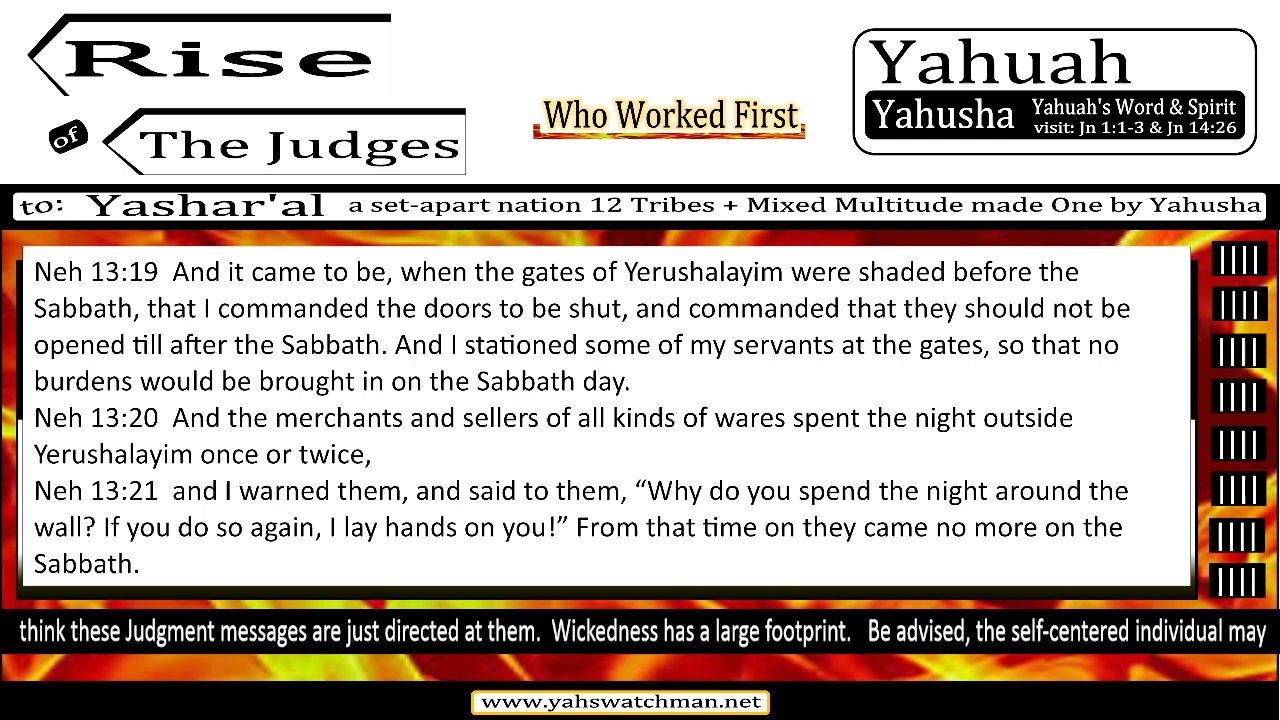 Rise
of
The Judges
Who Worked First
Yahuah
Yahusha Yahuah's Word & Spirit
visit: Jn 1:1-3 & Jn 14:26
to: Yashar'al a set-apart nation 12 Tribes + Mixed Multitude made One by Yahusha
Neh 13:19 And it came to be, when the gates of Yerushalayim were shaded before the
Sabbath, that I commanded the doors to be shut, and commanded that they should not be
opened till after the Sabbath. And I stationed some of my servants at the gates, so that no
burdens would be brought in on the Sabbath day.
Neh 13:20 And the merchants and sellers of all kinds of wares spent the night outside
Yerushalayim once or twice,
Neh 13:21 and I warned them, and said to them, “Why do you spend the night around the
wall? If you do so again, I lay hands on you!” From that time on they came no more on the
Sabbath.
think these Judgment messages are just directed at them. Wickedness has a large footprint. Be advised, the self-centered individual may
www.yahswatchman.net